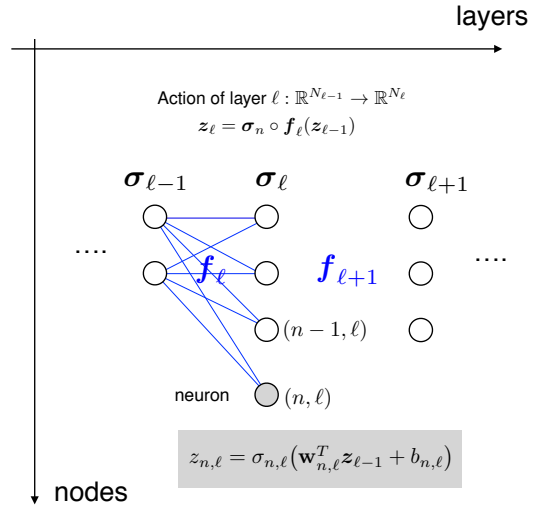 layers
Action of layer ℓ : ℝ^{N_{ℓ−1}} → ℝ^{N_ℓ}
z_ℓ = σ_n ∘ f_ℓ(z_{ℓ−1})
σ_{ℓ−1} σ_ℓ σ_{ℓ+1}
.... f_ℓ f_{ℓ+1} ....
(n − 1, ℓ)
neuron (n, ℓ)
z_{n,ℓ} = σ_{n,ℓ}(w^T_{n,ℓ} z_{ℓ−1} + b_{n,ℓ})
nodes